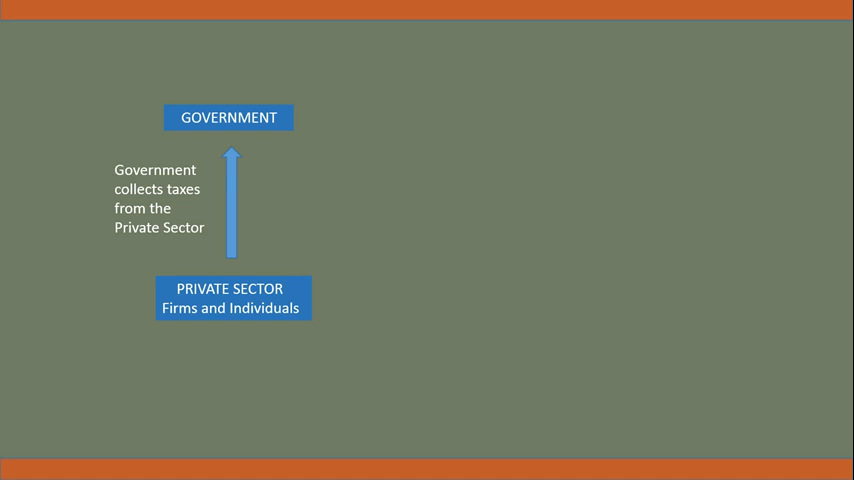 GOVERNMENT
Government
collects taxes
from the
Private Sector
PRIVATE SECTOR
Firms and Individuals